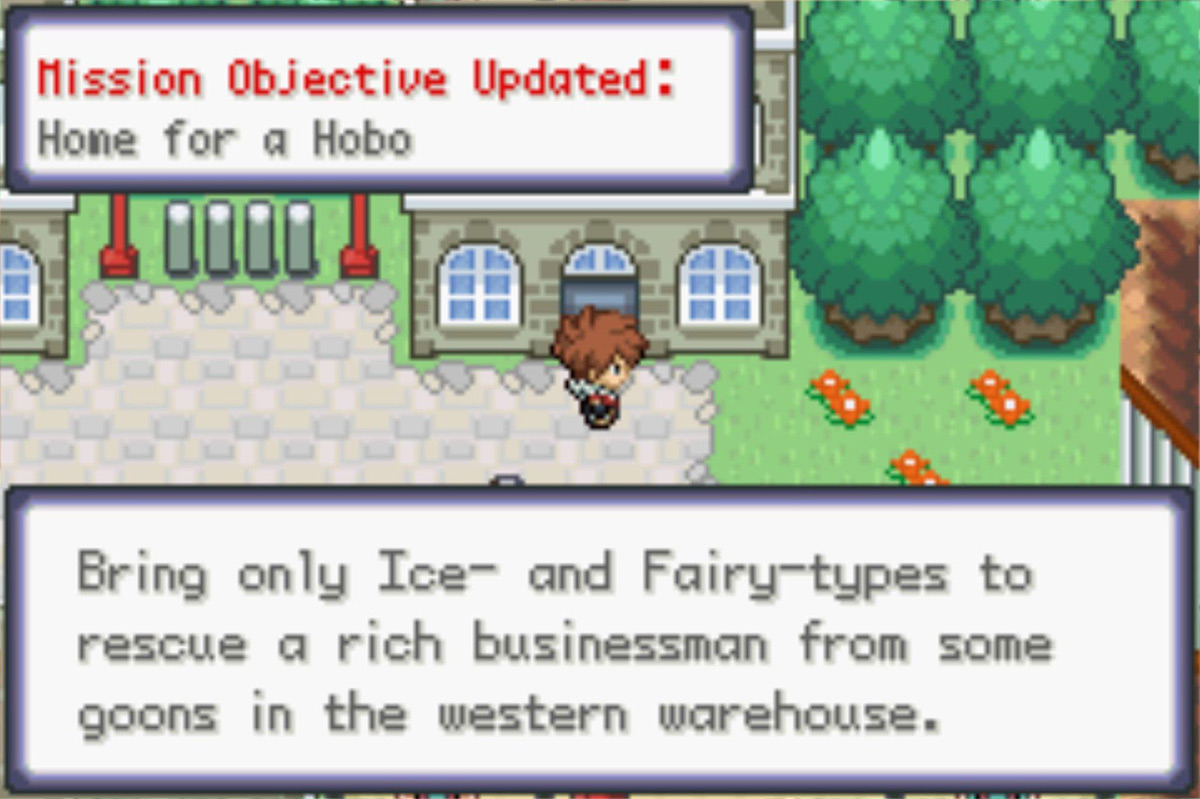 Mission Objective Updated:
Home for a Hobo
Bring only Ice- and Fairy-types to
rescue a rich businessman from some
goons in the western warehouse.